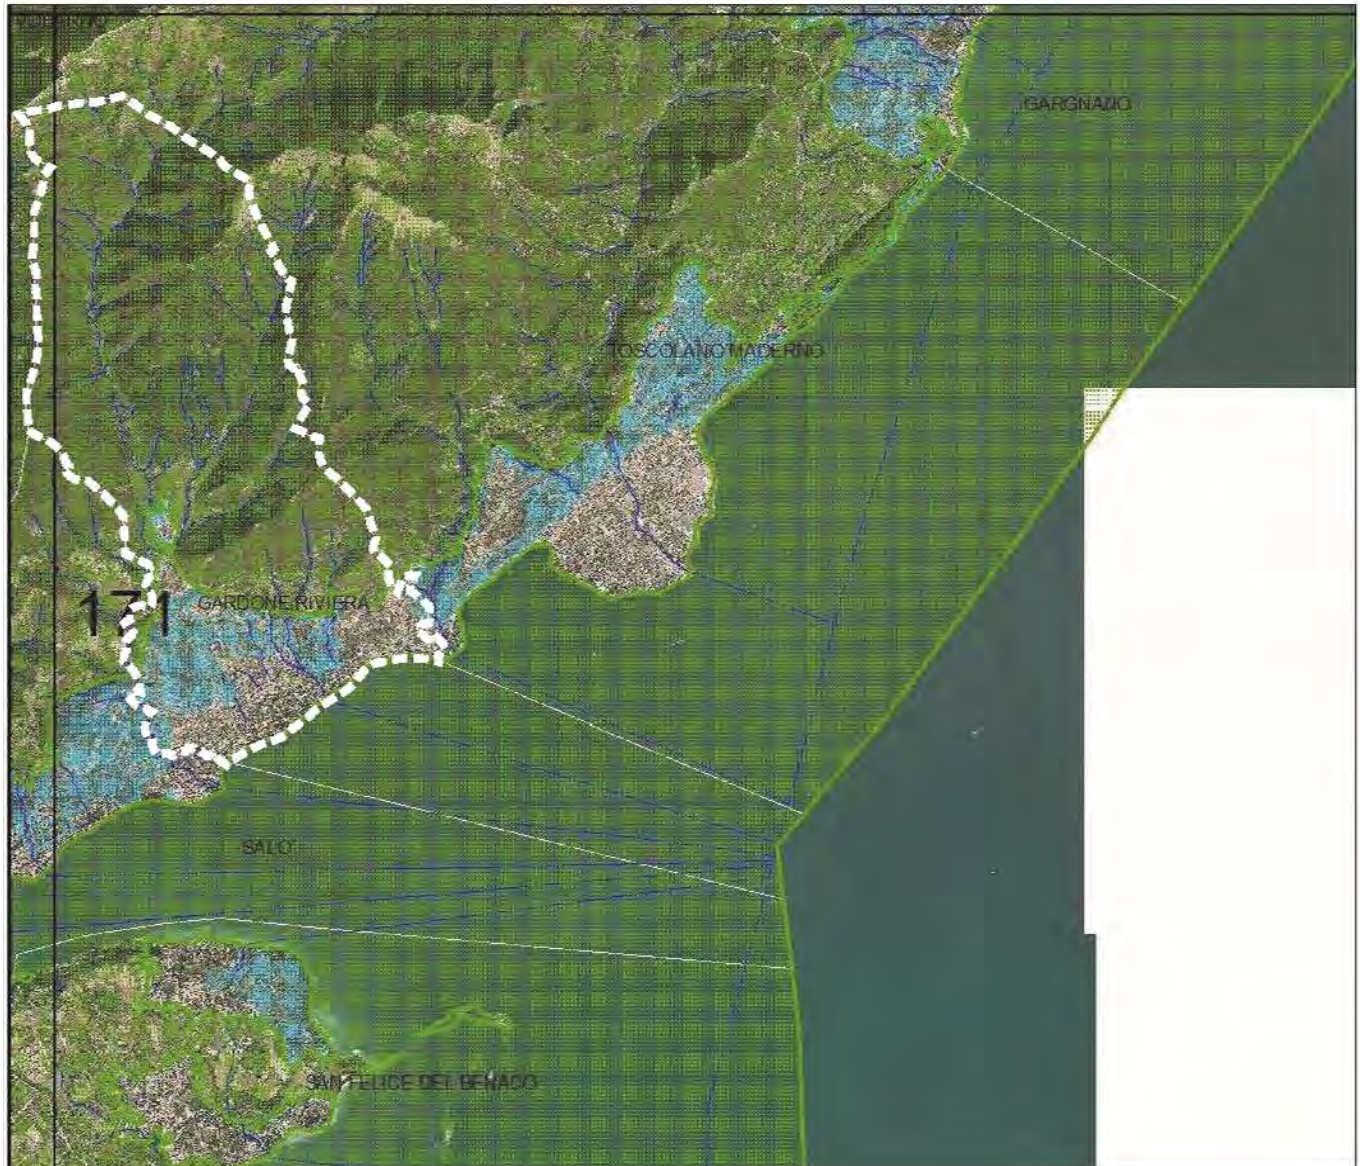 GARGNANO
TOSCOLANO MADERNO
GARDONE RIVIERA
171
SALO'
SAN FELICE DEL BENACO